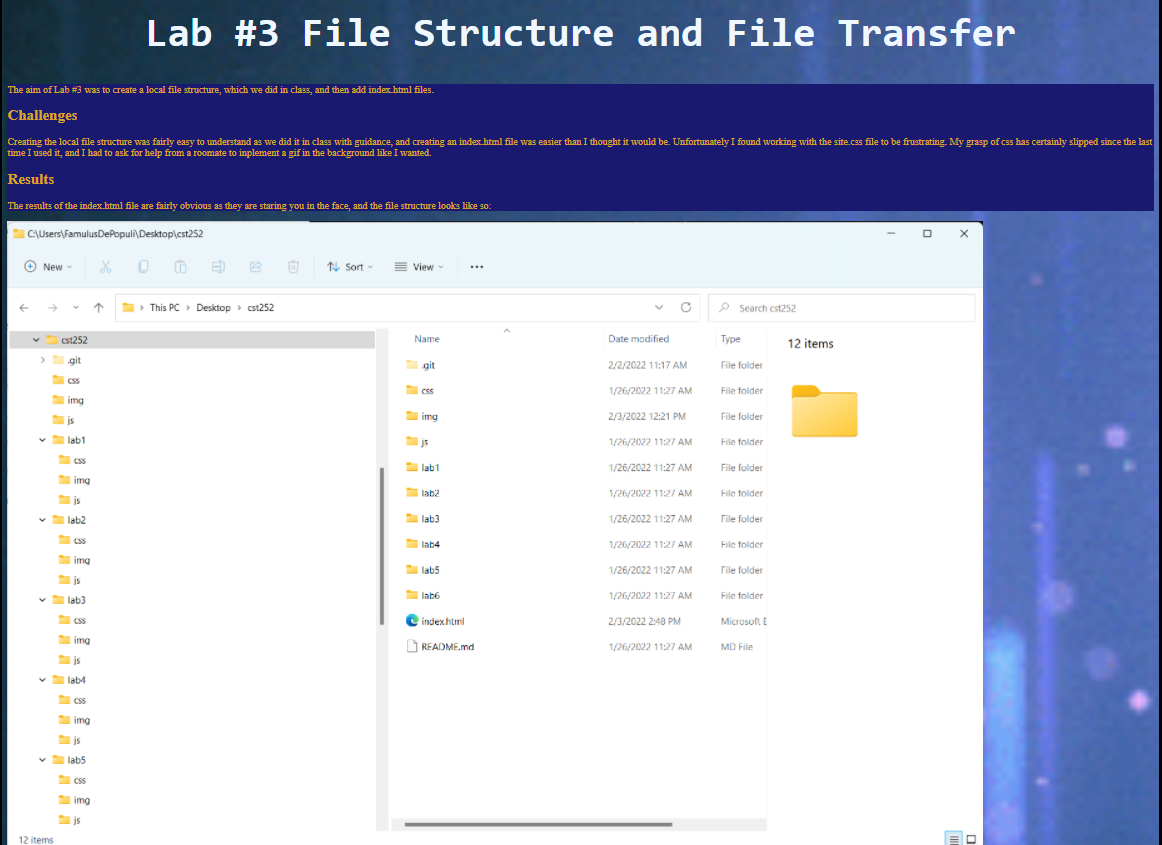 Lab #3 File Structure and File Transfer
The aim of Lab #3 was to create a local file structure, which we did in class, and then add index.html files.
Challenges
Creating the local file structure was fairly easy to understand as we did it in class with guidance, and creating an index.html file was easier than I thought it would be. Unfortunately I found working with the site.css file to be frustrating. My grasp of css has certainly slipped since the last
time I used it, and I had to ask for help from a roomate to inplement a gif in the background like I wanted.
Results
The results of the index.html file are fairly obvious as they are staring you in the face, and the file structure looks like so:
C:\Users\FamulusDePopuli\Desktop\cst252
New Sort View
This PC > Desktop > cst252 Search cst252
cst252
.git
css
img
js
lab1
css
img
js
lab2
css
img
js
lab3
css
img
js
lab4
css
img
js
lab5
css
img
js
12 items
Name Date modified Type
.git 2/2/2022 11:17 AM File folder
css 1/26/2022 11:27 AM File folder
img 2/3/2022 12:21 PM File folder
js 1/26/2022 11:27 AM File folder
lab1 1/26/2022 11:27 AM File folder
lab2 1/26/2022 11:27 AM File folder
lab3 1/26/2022 11:27 AM File folder
lab4 1/26/2022 11:27 AM File folder
lab5 1/26/2022 11:27 AM File folder
lab6 1/26/2022 11:27 AM File folder
index.html 2/3/2022 2:48 PM Microsoft E
README.md 1/26/2022 11:27 AM MD File
12 items